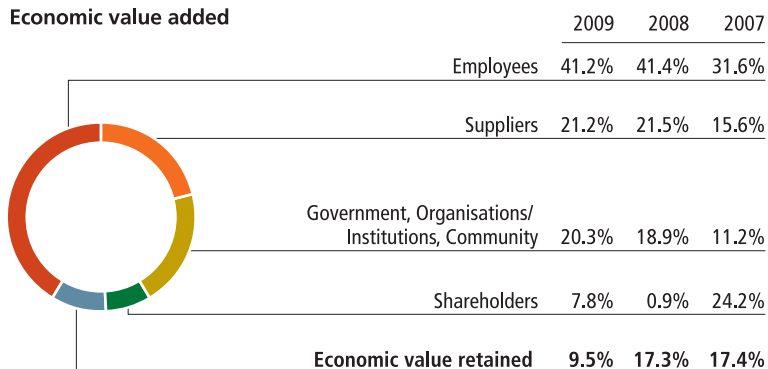 Economic value added
2009 2008 2007
Employees 41.2% 41.4% 31.6%
Suppliers 21.2% 21.5% 15.6%
Government, Organisations/
Institutions, Community 20.3% 18.9% 11.2%
Shareholders 7.8% 0.9% 24.2%
Economic value retained 9.5% 17.3% 17.4%